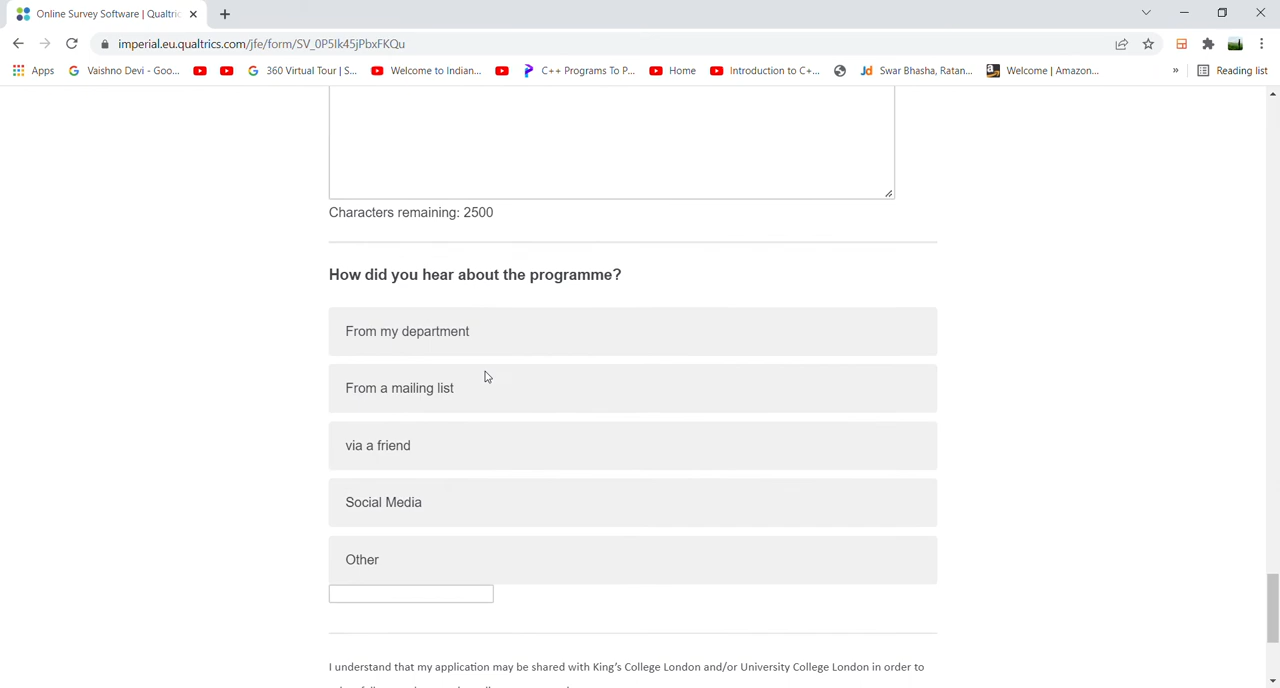 Online Survey Software | Qualtric
imperial.eu.qualtrics.com/jfe/form/SV_0P5Ik45jPbxFKQu
Apps
Vaishno Devi - Goo...
360 Virtual Tour | S...
Welcome to Indian...
C++ Programs To P...
Home
Introduction to C+...
Swar Bhasha, Ratan...
Welcome | Amazon...
»
Reading list
Characters remaining: 2500
How did you hear about the programme?
From my department
From a mailing list
via a friend
Social Media
Other
I understand that my application may be shared with King's College London and/or University College London in order to